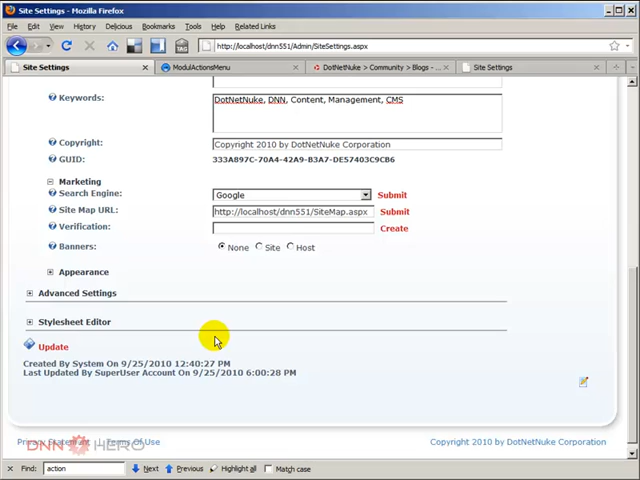 Site Settings - Mozilla Firefox
File Edit View History Delicious Bookmarks Tools Help Related Links
TAG http://localhost/dnn551/Admin/SiteSettings.aspx
Site Settings ModulActionsMenu DotNetNuke > Community > Blogs - ... Site Settings
Keywords: DotNetNuke, DNN, Content, Management, CMS
Copyright: Copyright 2010 by DotNetNuke Corporation
GUID: 333A897C-70A4-42A9-B3A7-DE57403C9CB6
Marketing
Search Engine: Google Submit
Site Map URL: http://localhost/dnn551/SiteMap.aspx Submit
Verification: Create
Banners: None Site Host
Appearance
Advanced Settings
Stylesheet Editor
Update
Created By System On 9/25/2010 12:40:27 PM
Last Updated By SuperUser Account On 9/25/2010 6:00:28 PM
Privacy Statement | Terms Of Use Copyright 2010 by DotNetNuke Corporation
DNN HERO
Find: action Next Previous Highlight all Match case